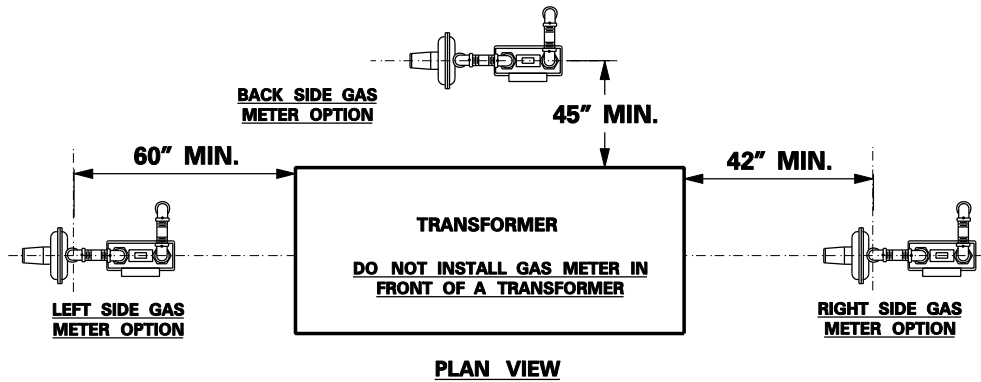 BACK SIDE GAS
METER OPTION
45" MIN.
60" MIN.
42" MIN.
TRANSFORMER
DO NOT INSTALL GAS METER IN
FRONT OF A TRANSFORMER
LEFT SIDE GAS
METER OPTION
RIGHT SIDE GAS
METER OPTION
PLAN VIEW